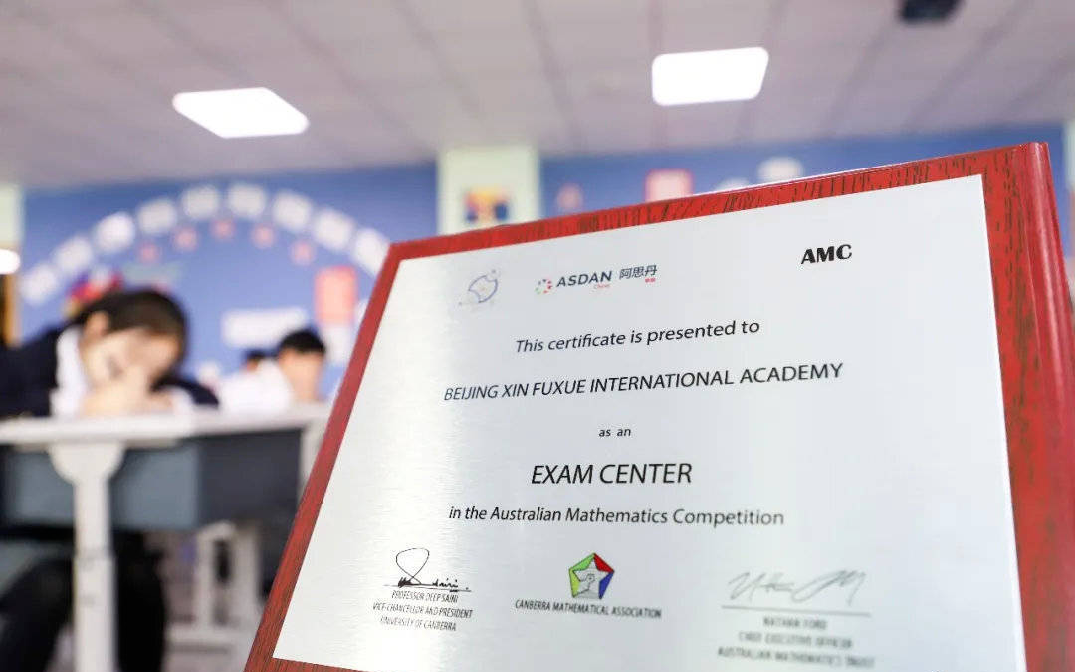 ASDAN 阿思丹
China
AMC
This certificate is presented to
BEIJING XIN FUXUE INTERNATIONAL ACADEMY
as an
EXAM CENTER
in the Australian Mathematics Competition
PROFESSOR DEEP SAINI
VICE-CHANCELLOR AND PRESIDENT
UNIVERSITY OF CANBERRA
CANBERRA MATHEMATICAL ASSOCIATION
NATHAN FORD
CHIEF EXECUTIVE OFFICER
AUSTRALIAN MATHEMATICS TRUST